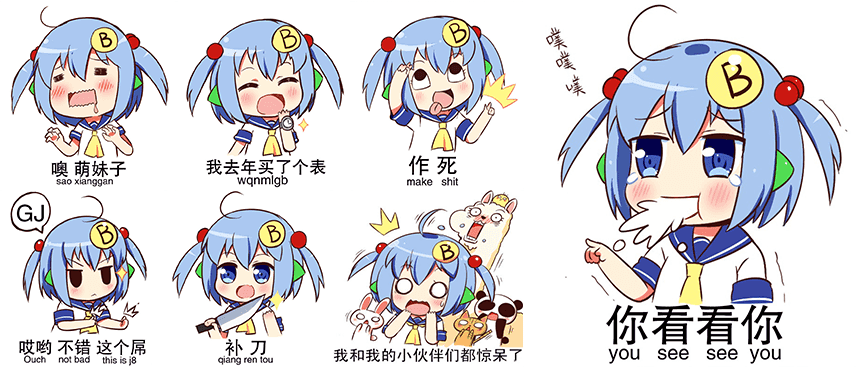 B
噢 萌妹子
sao xianggan
B
我去年买了个表
wqnmlgb
B
作 死
make shit
GJ
B
哎哟 不错 这个屌
Ouch not bad this is j8
B
补 刀
qiang ren tou
B
我和我的小伙伴们都惊呆了
噗
噗
噗
B
你看看你
you see see you